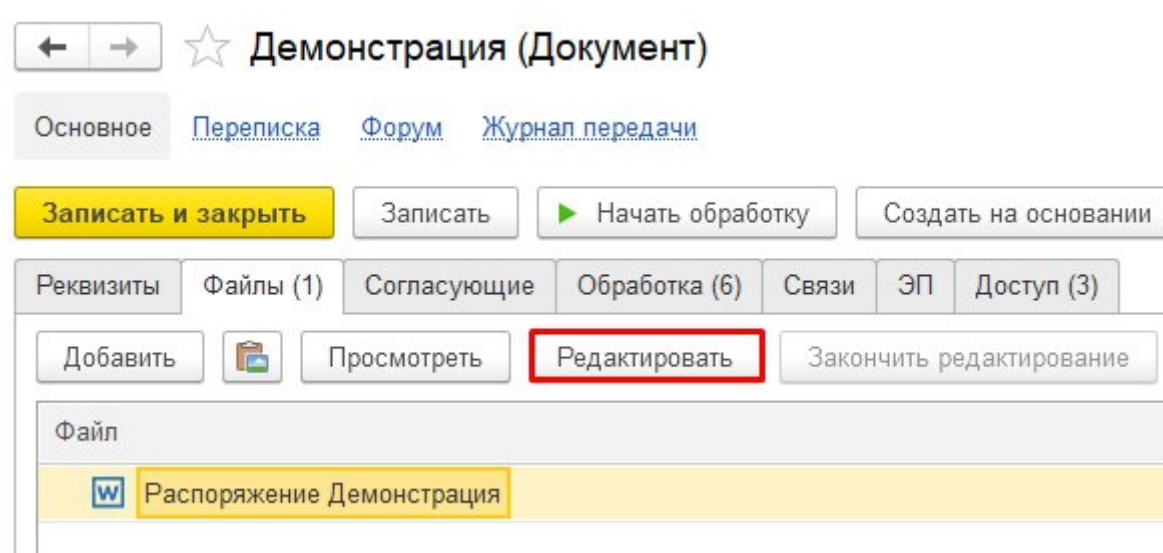 Демонстрация (Документ)
Основное Переписка Форум Журнал передачи
Записать и закрыть Записать Начать обработку Создать на основании
Реквизиты Файлы (1) Согласующие Обработка (6) Связи ЭП Доступ (3)
Добавить Просмотреть Редактировать Закончить редактирование
Файл
W Распоряжение Демонстрация